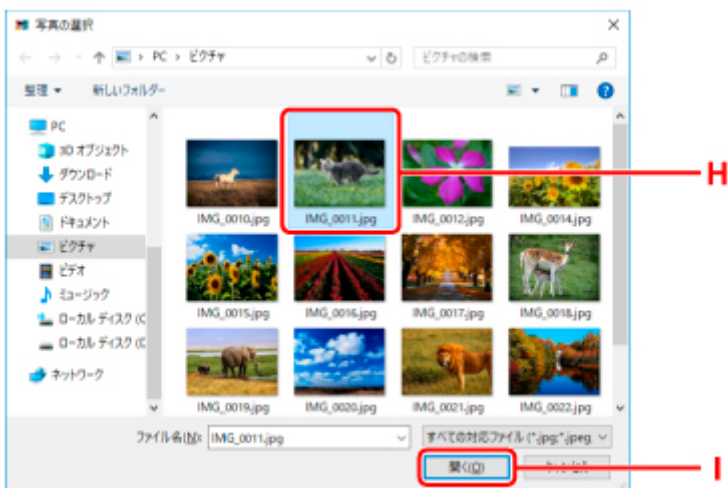 写真の選択
PC > ピクチャ
ピクチャの検索
整理 ▼ 新しいフォルダー
PC
3D オブジェクト
ダウンロード
デスクトップ
ドキュメント
ピクチャ
ビデオ
ミュージック
ローカル ディスク (C
ローカル ディスク (C
ネットワーク
IMG_0010.jpg IMG_0011.jpg IMG_0012.jpg IMG_0014.jpg
H
IMG_0015.jpg IMG_0016.jpg IMG_0017.jpg IMG_0018.jpg
IMG_0019.jpg IMG_0020.jpg IMG_0021.jpg IMG_0022.jpg
ファイル名(N): IMG_0011.jpg すべての対応ファイル (*.jpg;*.jpeg
開く(O)
I